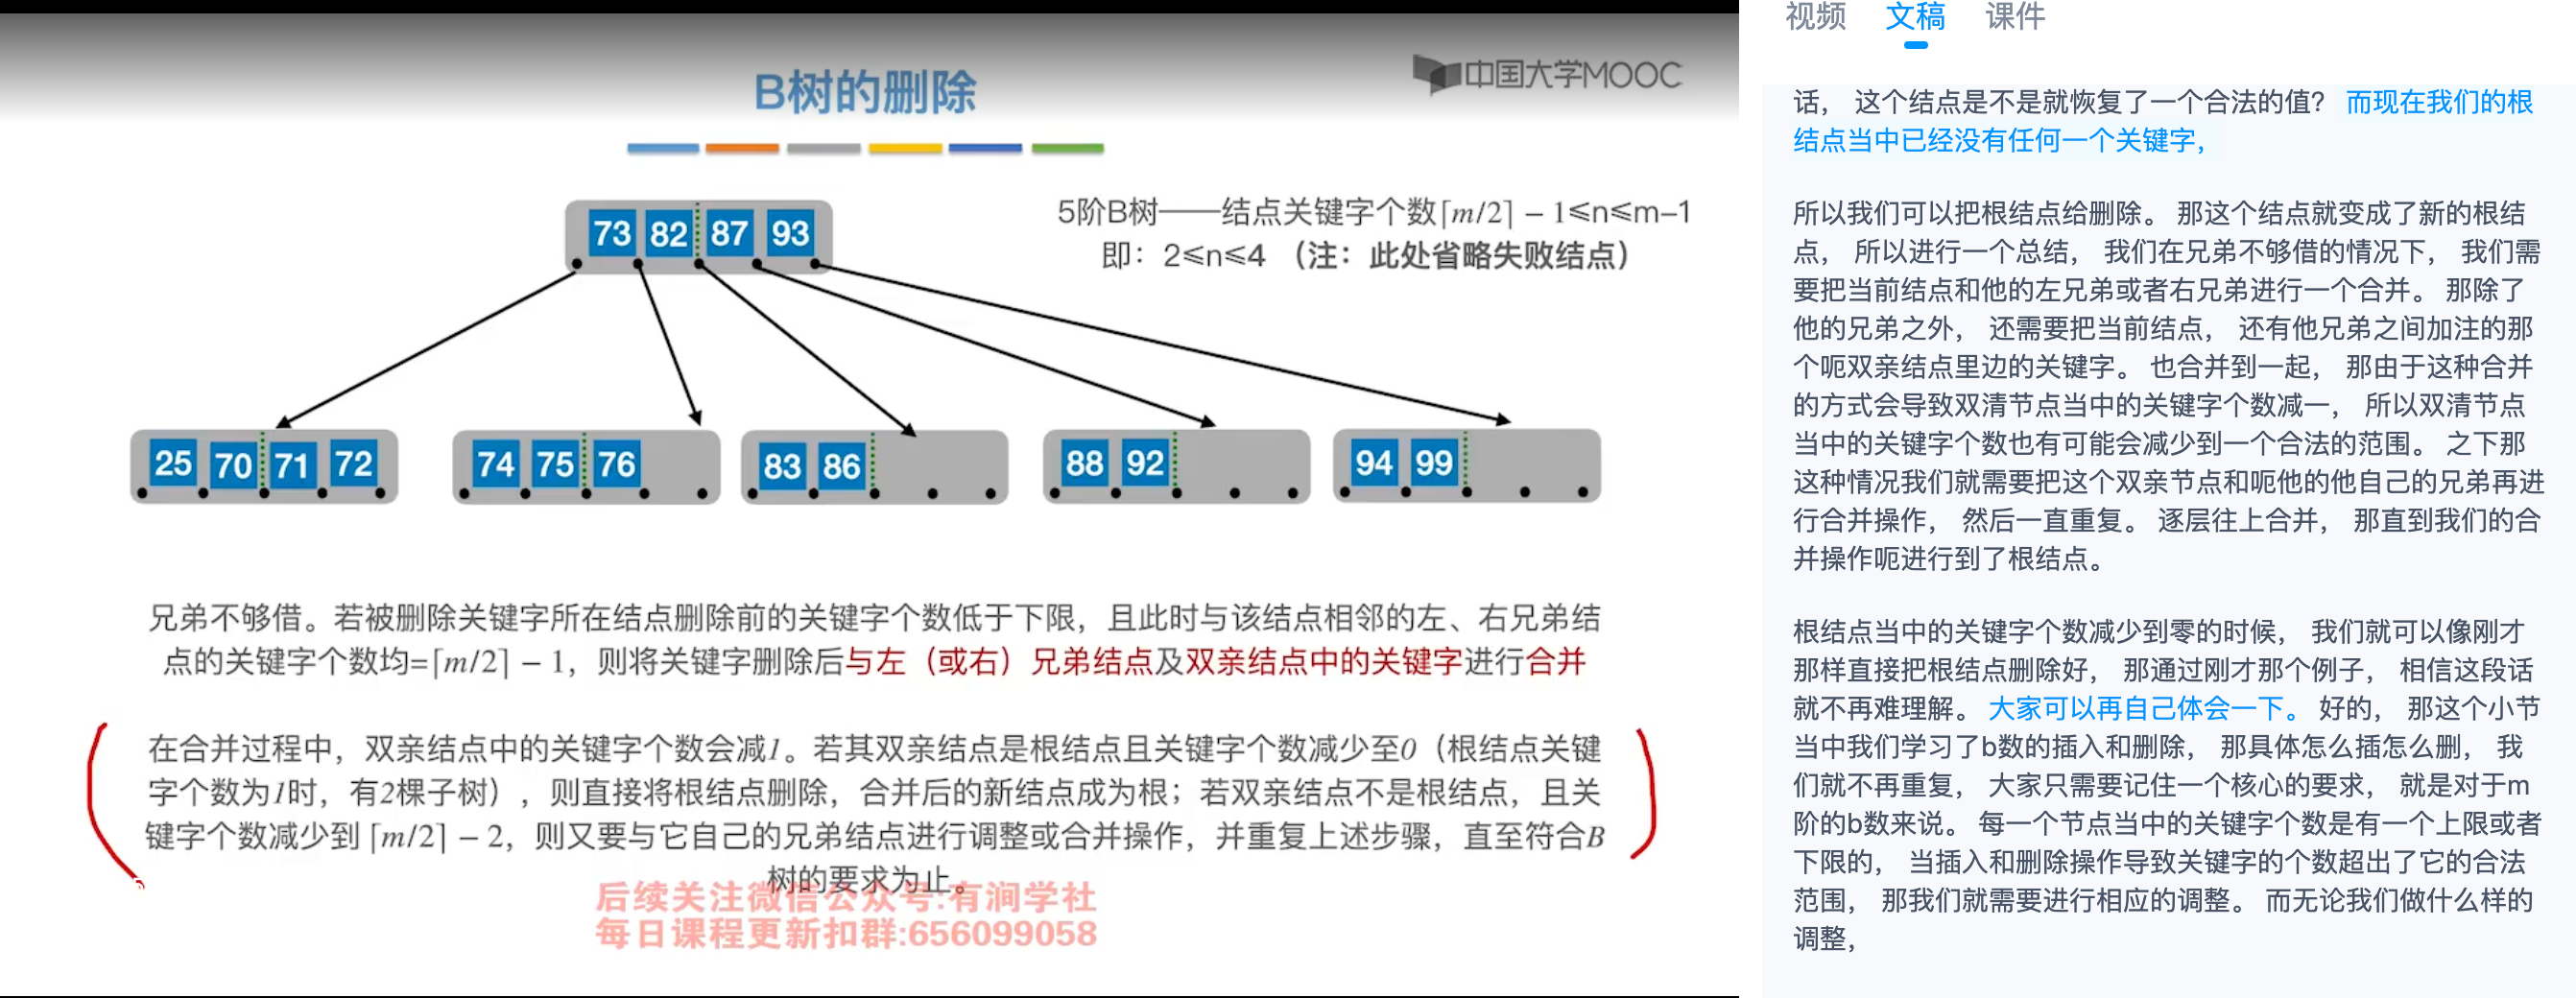 B树的删除
中国大学MOOC
73 82 87 93
5阶B树——结点关键字个数⌈m/2⌉ − 1≤n≤m−1
即：2≤n≤4 （注：此处省略失败结点）
25 70 71 72
74 75 76
83 86
88 92
94 99
兄弟不够借。若被删除关键字所在结点删除前的关键字个数低于下限，且此时与该结点相邻的左、右兄弟结
点的关键字个数均=⌈m/2⌉ − 1，则将关键字删除后与左（或右）兄弟结点及双亲结点中的关键字进行合并
在合并过程中，双亲结点中的关键字个数会减1。若其双亲结点是根结点且关键字个数减少至0（根结点关键
字个数为1时，有2棵子树），则直接将根结点删除，合并后的新结点成为根；若双亲结点不是根结点，且关
键字个数减少到 ⌈m/2⌉ − 2，则又要与它自己的兄弟结点进行调整或合并操作，并重复上述步骤，直至符合B
树的要求为止。
后续关注微信公众号:有涧学社
每日课程更新扣群:656099058
视频 文稿 课件
话， 这个结点是不是就恢复了一个合法的值？ 而现在我们的根
结点当中已经没有任何一个关键字，
所以我们可以把根结点给删除。 那这个结点就变成了新的根结
点， 所以进行一个总结， 我们在兄弟不够借的情况下， 我们需
要把当前结点和他的左兄弟或者右兄弟进行一个合并。 那除了
他的兄弟之外， 还需要把当前结点， 还有他兄弟之间加注的那
个呃双亲结点里边的关键字。 也合并到一起， 那由于这种合并
的方式会导致双清节点当中的关键字个数减一， 所以双清节点
当中的关键字个数也有可能会减少到一个合法的范围。 之下那
这种情况我们就需要把这个双亲节点和呃他的他自己的兄弟再进
行合并操作， 然后一直重复。 逐层往上合并， 那直到我们的合
并操作呃进行到了根结点。
根结点当中的关键字个数减少到零的时候， 我们就可以像刚才
那样直接把根结点删除好， 那通过刚才那个例子， 相信这段话
就不再难理解。 大家可以再自己体会一下。 好的， 那这个小节
当中我们学习了b数的插入和删除， 那具体怎么插怎么删， 我
们就不再重复， 大家只需要记住一个核心的要求， 就是对于m
阶的b数来说。 每一个节点当中的关键字个数是有一个上限或者
下限的， 当插入和删除操作导致关键字的个数超出了它的合法
范围， 那我们就需要进行相应的调整。 而无论我们做什么样的
调整，